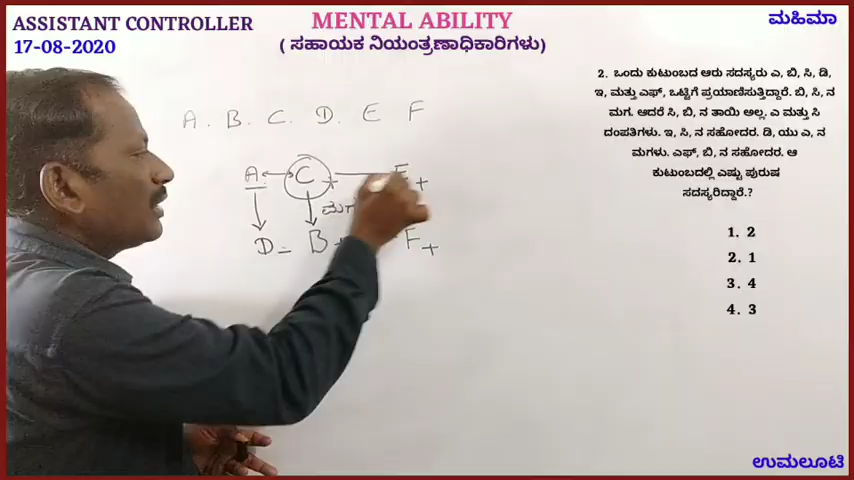 ASSISTANT CONTROLLER
17-08-2020
MENTAL ABILITY
( ಸಹಾಯಕ ನಿಯಂತ್ರಣಾಧಿಕಾರಿಗಳು)
ಮಹಿಮಾ
A. B. C. D. E F
A C +
+
ಮಗ
D - B + F +
2. ಒಂದು ಕುಟುಂಬದ ಆರು ಸದಸ್ಯರು ಎ, ಬಿ, ಸಿ, ಡಿ,
ಇ, ಮತ್ತು ಎಫ್, ಒಟ್ಟಿಗೆ ಪ್ರಯಾಣಿಸುತ್ತಿದ್ದಾರೆ. ಬಿ, ಸಿ, ನ
ಮಗ. ಆದರೆ ಸಿ, ಬಿ, ನ ತಾಯಿ ಅಲ್ಲ. ಎ ಮತ್ತು ಸಿ
ದಂಪತಿಗಳು. ಇ, ಸಿ, ನ ಸಹೋದರ. ಡಿ, ಯು ಎ, ನ
ಮಗಳು. ಎಫ್, ಬಿ, ನ ಸಹೋದರ. ಆ
ಕುಟುಂಬದಲ್ಲಿ ಎಷ್ಟು ಪುರುಷ
ಸದಸ್ಯರಿದ್ದಾರೆ.?
1. 2
2. 1
3. 4
4. 3
ಉಮಲೂಟಿ